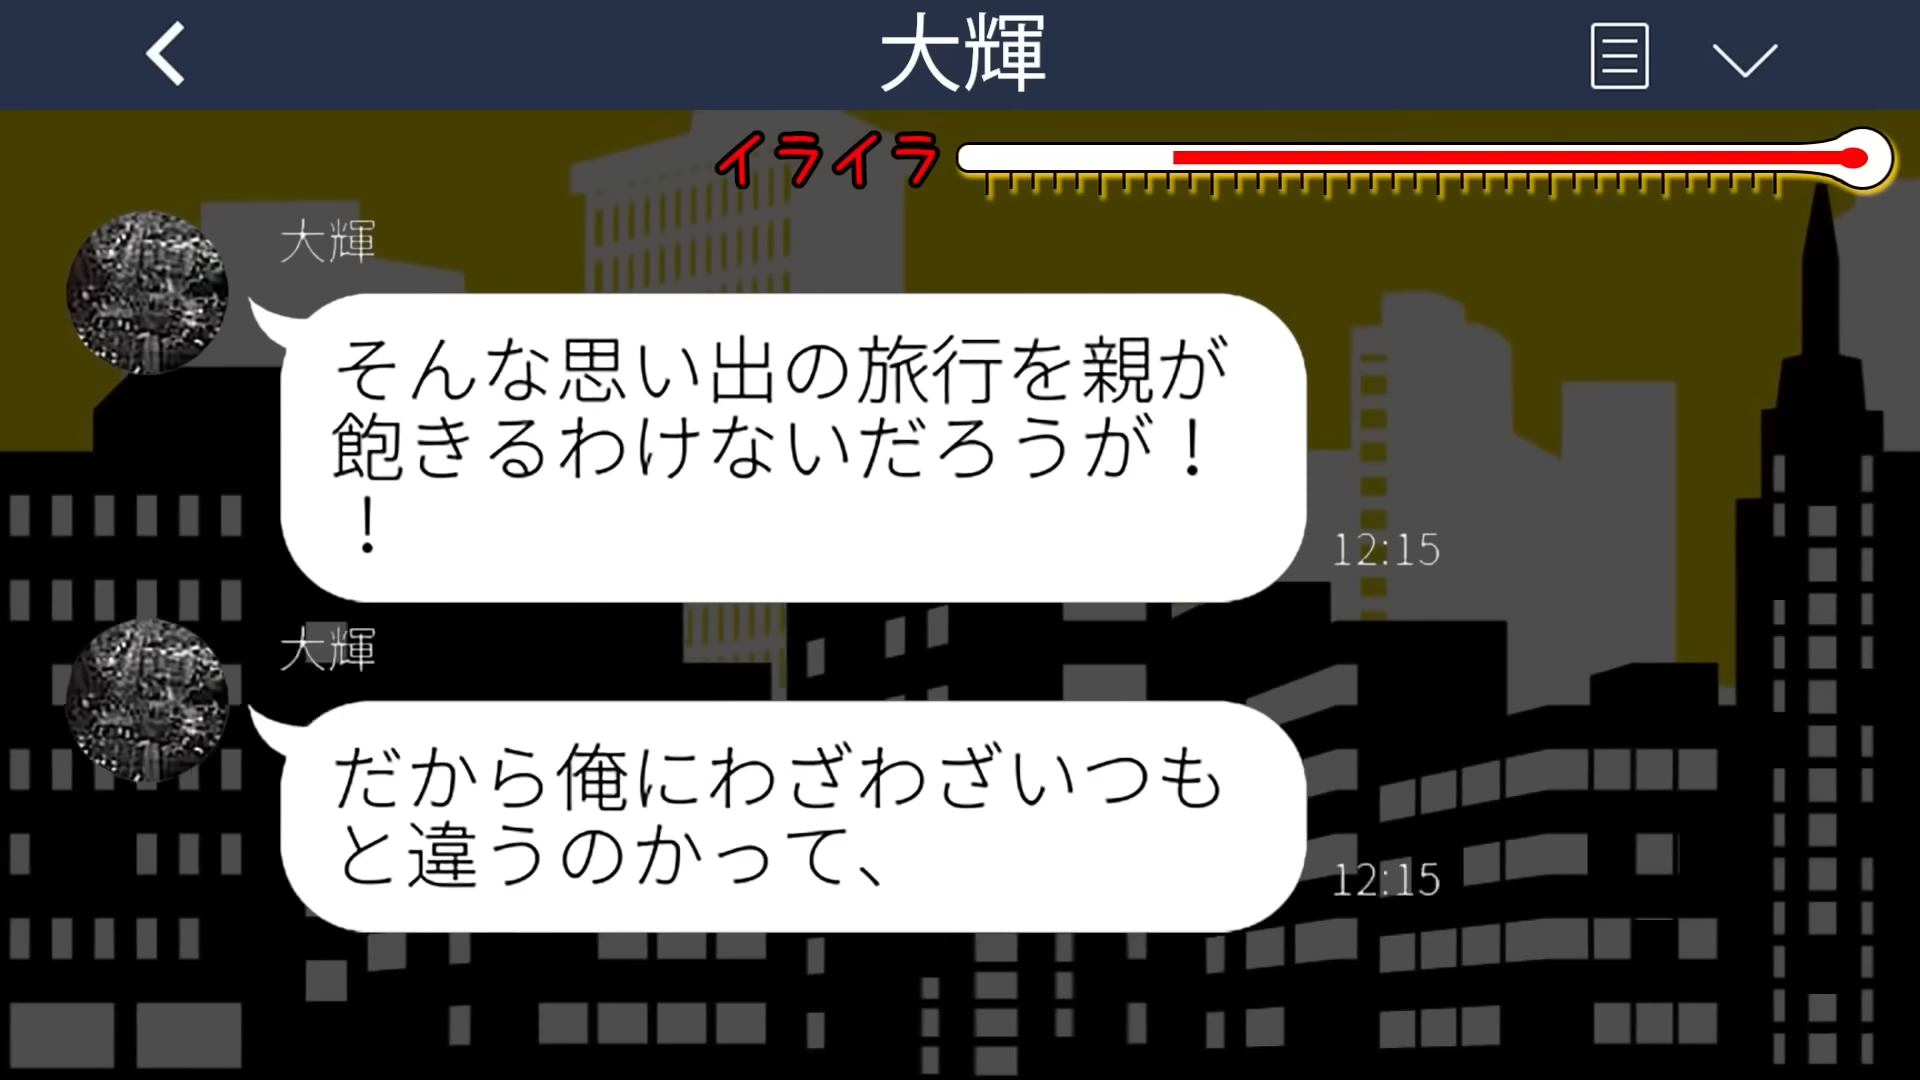 大輝
イライラ
大輝
そんな思い出の旅行を親が
飽きるわけないだろうが！
！
12:15
大輝
だから俺にわざわざいつも
と違うのかって、
12:15